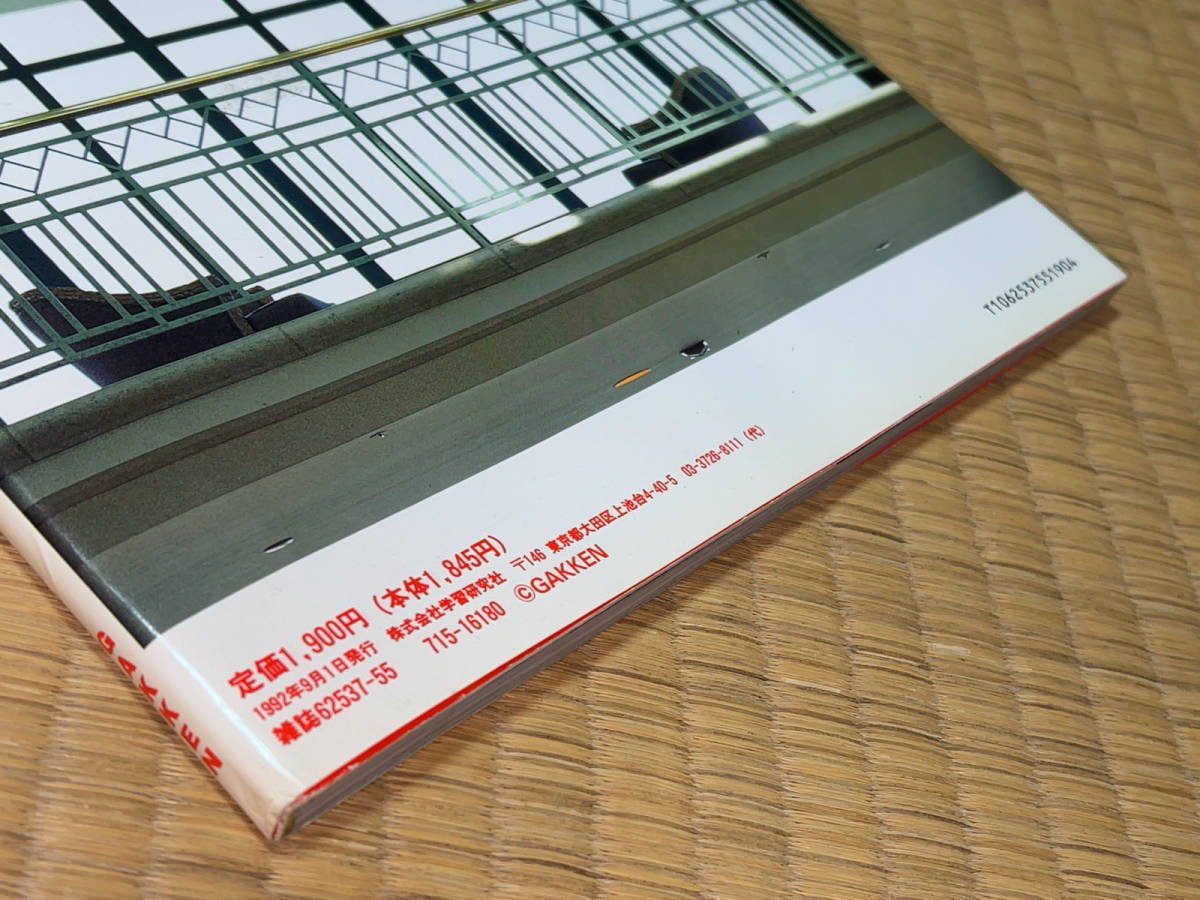 T1062537551904
定価1,900円(本体1,845円)
1992年9月1日発行 株式会社学習研究社 〒146 東京都大田区上池台4-40-5 03-3726-8111(代)
雑誌62537-55 715-16180 ©GAKKEN
GAKKEN